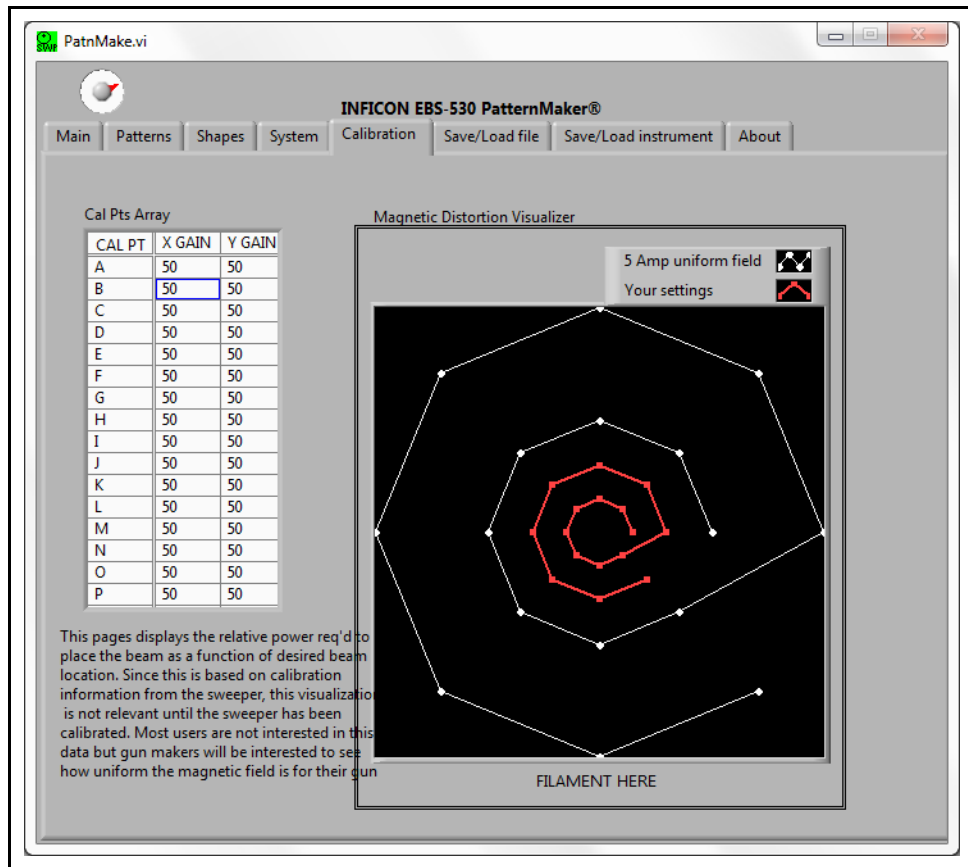 SWP PatnMake.vi
INFICON EBS-530 PatternMaker®
Main Patterns Shapes System Calibration Save/Load file Save/Load instrument About
Cal Pts Array
CAL PT X GAIN Y GAIN
A 50 50
B 50 50
C 50 50
D 50 50
E 50 50
F 50 50
G 50 50
H 50 50
I 50 50
J 50 50
K 50 50
L 50 50
M 50 50
N 50 50
O 50 50
P 50 50
This pages displays the relative power req'd to
place the beam as a function of desired beam
location. Since this is based on calibration
information from the sweeper, this visualization
is not relevant until the sweeper has been
calibrated. Most users are not interested in this
data but gun makers will be interested to see
how uniform the magnetic field is for their gun
Magnetic Distortion Visualizer
5 Amp uniform field
Your settings
FILAMENT HERE